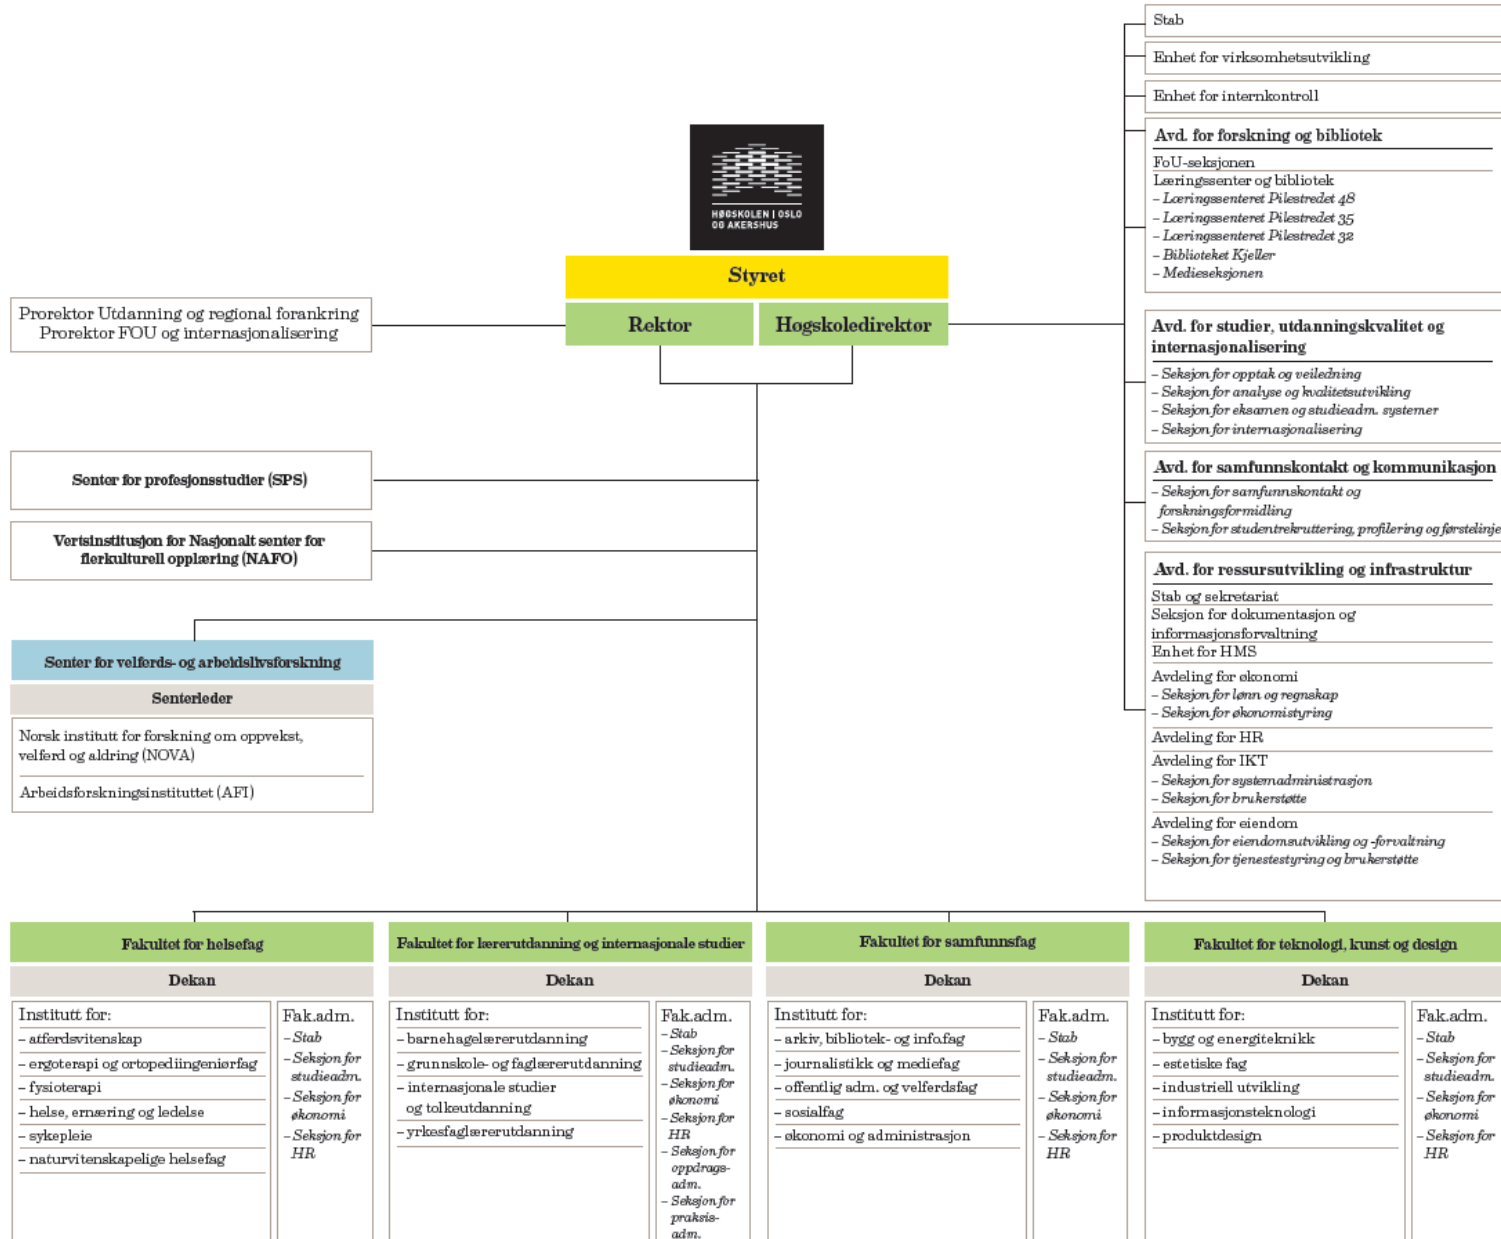 HØGSKOLEN I OSLO
OG AKERSHUS
Styret
Rektor
Høgskoledirektør
Prorektor Utdanning og regional forankring
Prorektor FOU og internasjonalisering
Stab
Enhet for virksomhetsutvikling
Enhet for internkontroll
Avd. for forskning og bibliotek
FoU-seksjonen
Læringssenter og bibliotek
– Læringssenteret Pilestredet 48
– Læringssenteret Pilestredet 35
– Læringssenteret Pilestredet 32
– Biblioteket Kjeller
– Medieseksjonen
Avd. for studier, utdanningskvalitet og
internasjonalisering
– Seksjon for opptak og veiledning
– Seksjon for analyse og kvalitetsutvikling
– Seksjon for eksamen og studieadm. systemer
– Seksjon for internasjonalisering
Avd. for samfunnskontakt og kommunikasjon
– Seksjon for samfunnskontakt og
forskningsformidling
– Seksjon for studentrekruttering, profilering og førstelinje
Avd. for ressursutvikling og infrastruktur
Stab og sekretariat
Seksjon for dokumentasjon og
informasjonsforvaltning
Enhet for HMS
Avdeling for økonomi
– Seksjon for lønn og regnskap
– Seksjon for økonomistyring
Avdeling for HR
Avdeling for IKT
– Seksjon for systemadministrasjon
– Seksjon for brukerstøtte
Avdeling for eiendom
– Seksjon for eiendomsutvikling og -forvaltning
– Seksjon for tjenestestyring og brukerstøtte
Senter for profesjonsstudier (SPS)
Vertsinstitusjon for Nasjonalt senter for
flerkulturell opplæring (NAFO)
Senter for velferds- og arbeidslivsforskning
Senterleder
Norsk institutt for forskning om oppvekst,
velferd og aldring (NOVA)
Arbeidsforskningsinstituttet (AFI)
Fakultet for helsefag
Dekan
Institutt for:
– atferdsvitenskap
– ergoterapi og ortopediingeniørfag
– fysioterapi
– helse, ernæring og ledelse
– sykepleie
– naturvitenskapelige helsefag
Fak.adm.
– Stab
– Seksjon for
studieadm.
– Seksjon for
økonomi
– Seksjon for
HR
Fakultet for lærerutdanning og internasjonale studier
Dekan
Institutt for:
– barnehagelærerutdanning
– grunnskole- og faglærerutdanning
– internasjonale studier
og tolkeutdanning
– yrkesfaglærerutdanning
Fak.adm.
– Stab
– Seksjon for
studieadm.
– Seksjon for
økonomi
– Seksjon for
HR
– Seksjon for
oppdrags-
adm.
– Seksjon for
praksis-
adm.
Fakultet for samfunnsfag
Dekan
Institutt for:
– arkiv, bibliotek- og info.fag
– journalistikk og mediefag
– offentlig adm. og velferdsfag
– sosialfag
– økonomi og administrasjon
Fak.adm.
– Stab
– Seksjon for
studieadm.
– Seksjon for
økonomi
– Seksjon for
HR
Fakultet for teknologi, kunst og design
Dekan
Institutt for:
– bygg og energiteknikk
– estetiske fag
– industriell utvikling
– informasjonsteknologi
– produktdesign
Fak.adm.
– Stab
– Seksjon for
studieadm.
– Seksjon for
økonomi
– Seksjon for
HR